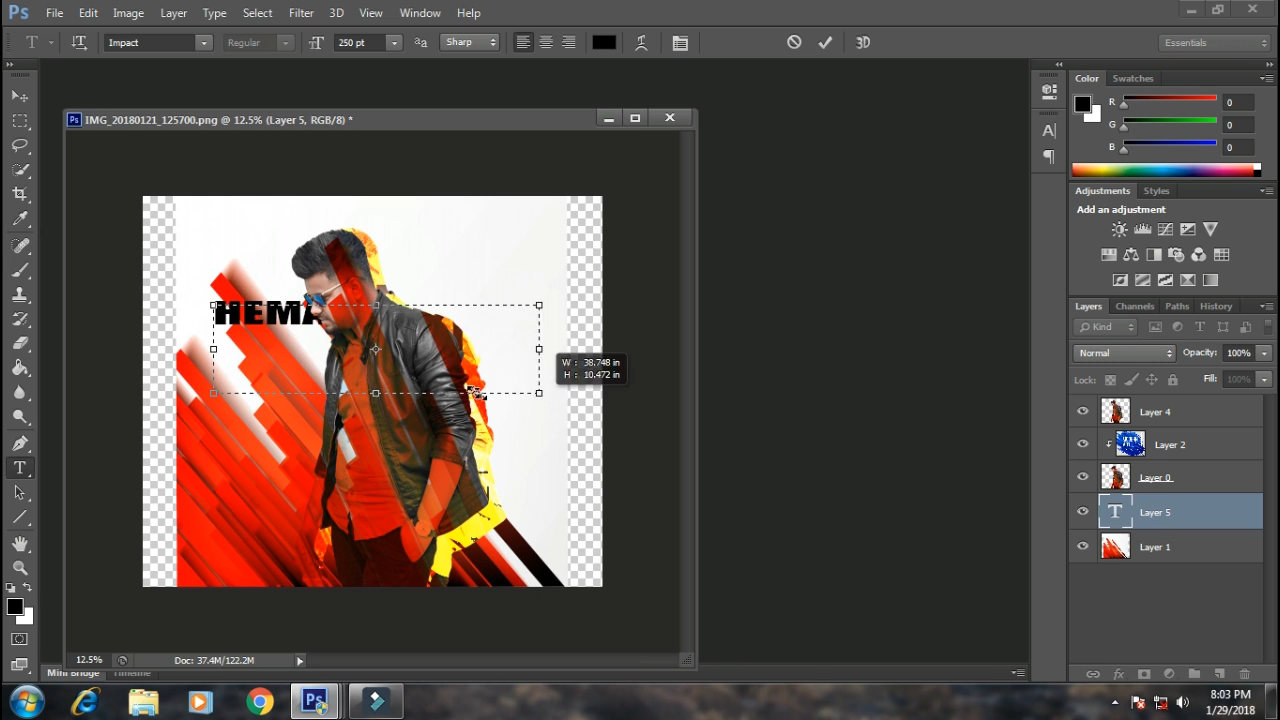 Ps File Edit Image Layer Type Select Filter 3D View Window Help
T Impact Regular 250 pt Sharp 3D Essentials
Color Swatches
IMG_20180121_125700.png @ 12.5% (Layer 5, RGB/8) *
R 0
G 0
B 0
Adjustments Styles
Add an adjustment
HEMA
Layers Channels Paths History
Kind
Normal Opacity: 100%
Lock: Fill: 100%
W : 38.748 in
H : 10.472 in
Layer 4
Layer 2
Layer 0
T Layer 5
Layer 1
12.5% Doc: 37.4M/122.2M
Mini Bridge Timeline
Ps 8:03 PM
1/29/2018